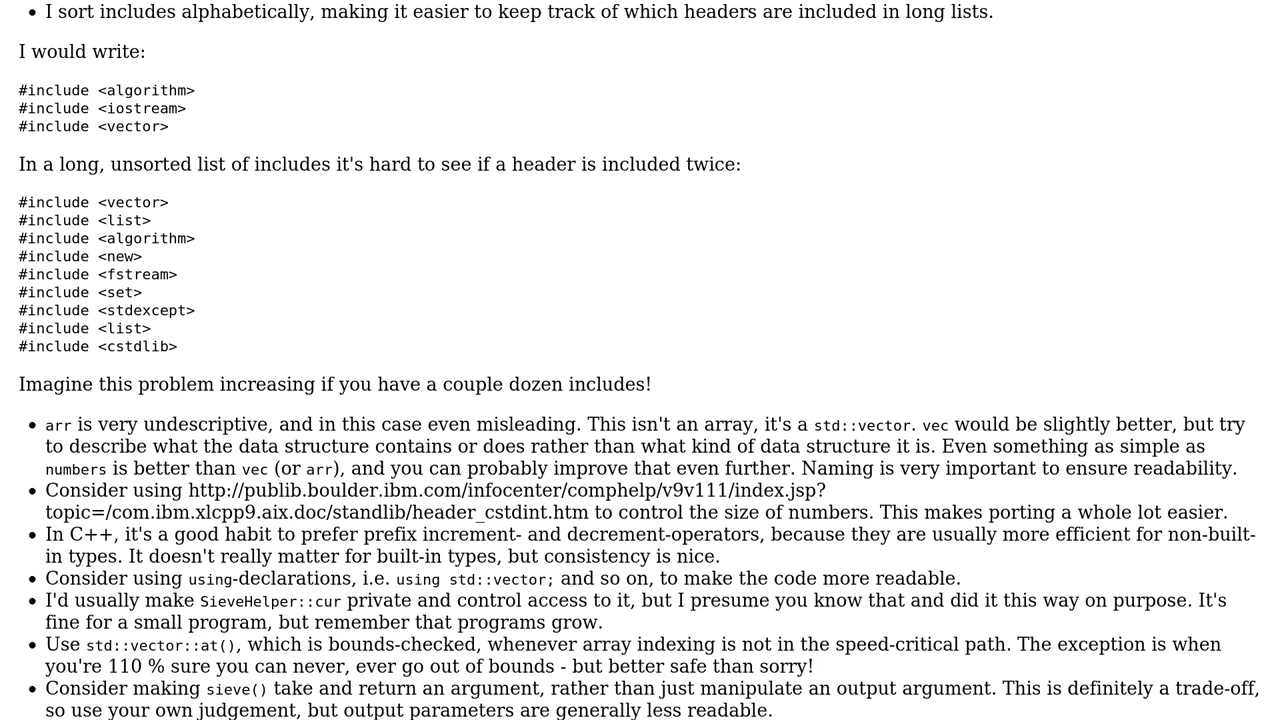 • I sort includes alphabetically, making it easier to keep track of which headers are included in long lists.
I would write:
#include <algorithm>
#include <iostream>
#include <vector>
In a long, unsorted list of includes it's hard to see if a header is included twice:
#include <vector>
#include <list>
#include <algorithm>
#include <new>
#include <fstream>
#include <set>
#include <stdexcept>
#include <list>
#include <cstdlib>
Imagine this problem increasing if you have a couple dozen includes!
• arr is very undescriptive, and in this case even misleading. This isn't an array, it's a std::vector. vec would be slightly better, but try
to describe what the data structure contains or does rather than what kind of data structure it is. Even something as simple as
numbers is better than vec (or arr), and you can probably improve that even further. Naming is very important to ensure readability.
• Consider using http://publib.boulder.ibm.com/infocenter/comphelp/v9v111/index.jsp?
topic=/com.ibm.xlcpp9.aix.doc/standlib/header_cstdint.htm to control the size of numbers. This makes porting a whole lot easier.
• In C++, it's a good habit to prefer prefix increment- and decrement-operators, because they are usually more efficient for non-built-
in types. It doesn't really matter for built-in types, but consistency is nice.
• Consider using using-declarations, i.e. using std::vector; and so on, to make the code more readable.
• I'd usually make SieveHelper::cur private and control access to it, but I presume you know that and did it this way on purpose. It's
fine for a small program, but remember that programs grow.
• Use std::vector::at(), which is bounds-checked, whenever array indexing is not in the speed-critical path. The exception is when
you're 110 % sure you can never, ever go out of bounds - but better safe than sorry!
• Consider making sieve() take and return an argument, rather than just manipulate an output argument. This is definitely a trade-off,
so use your own judgement, but output parameters are generally less readable.